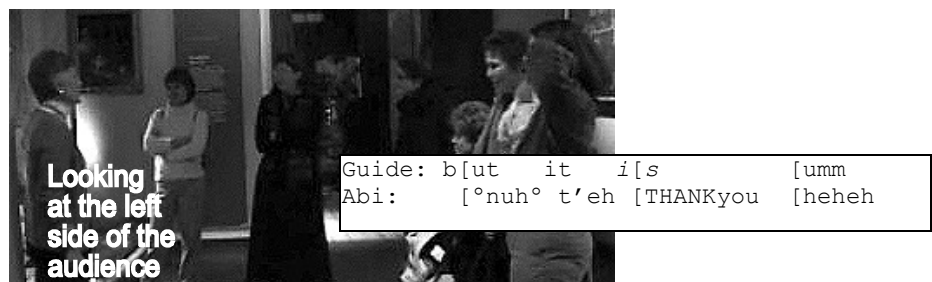 Looking
at the left
side of the
audience
Guide: b[ut it i[s [umm
Abi: [°nuh° t’eh [THANKyou [heheh